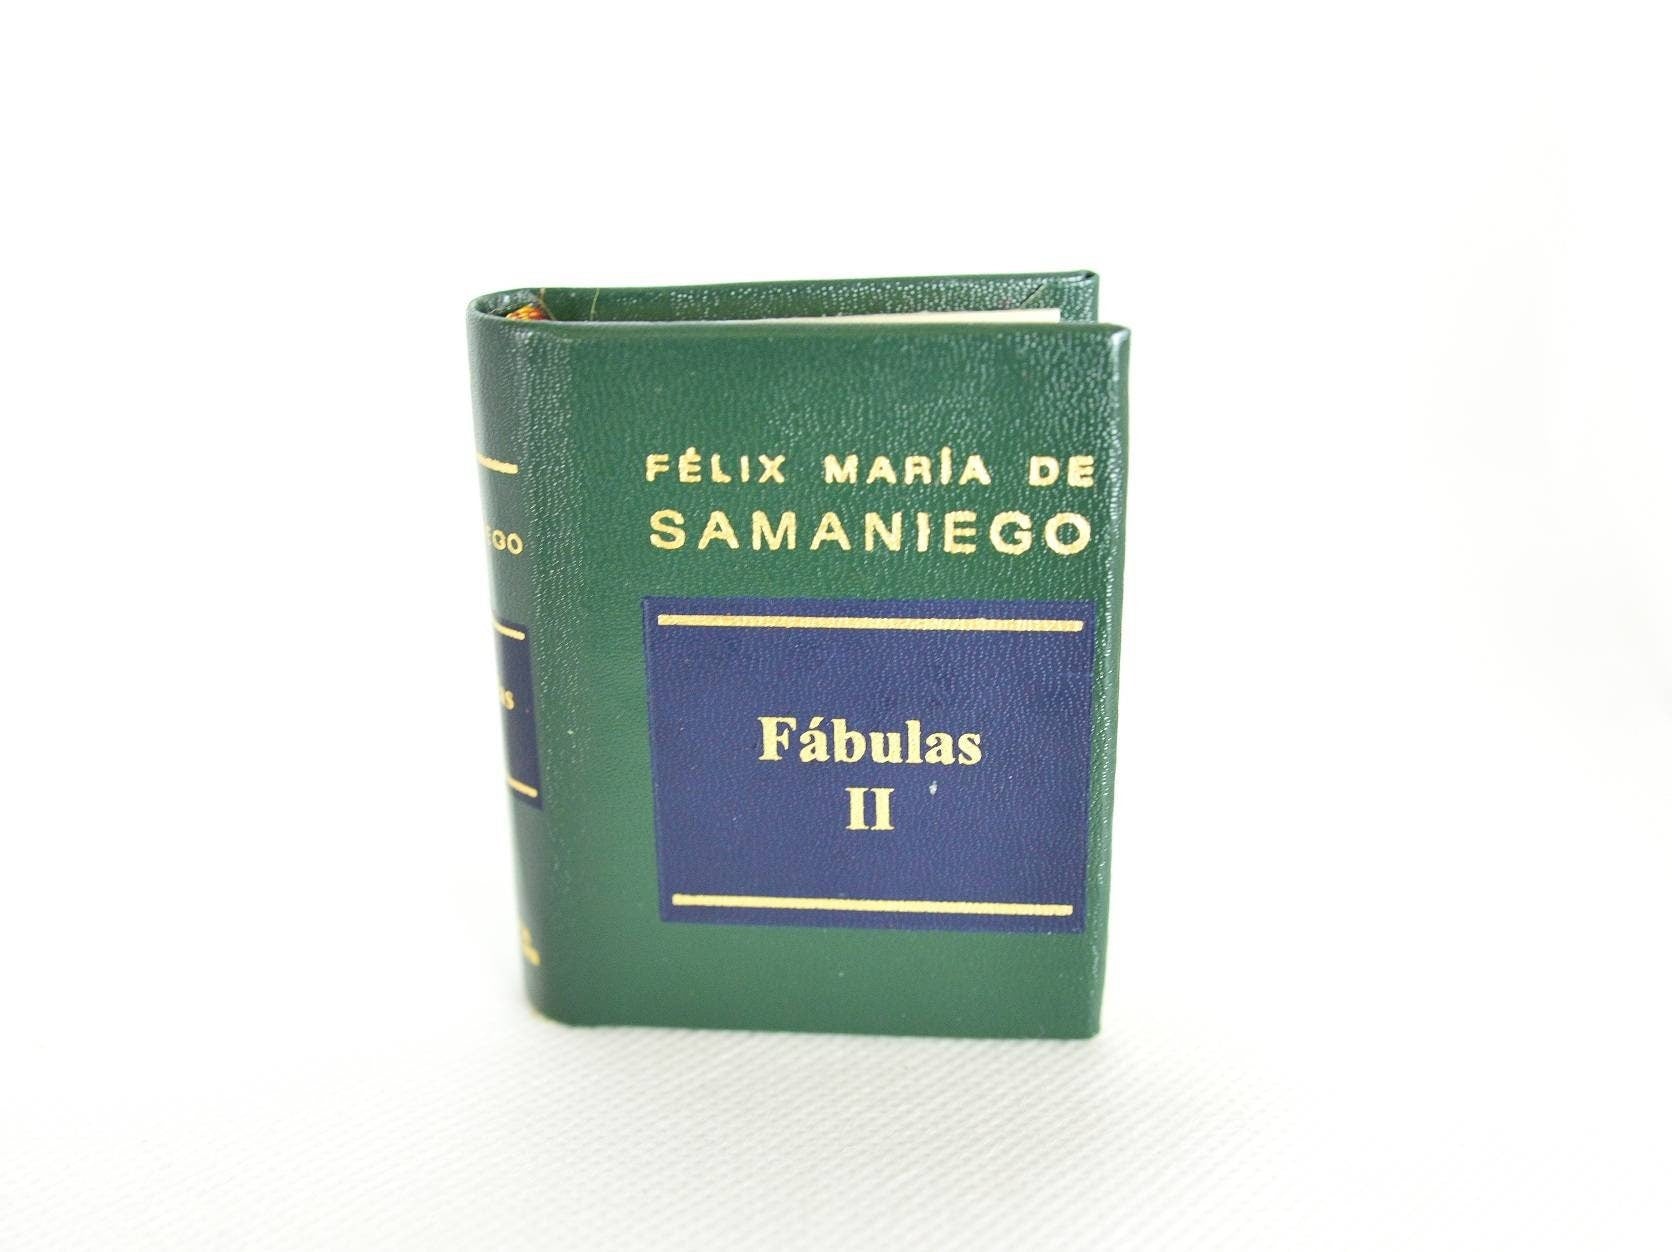 FÉLIX MARÍA DE
SAMANIEGO
Fábulas
II